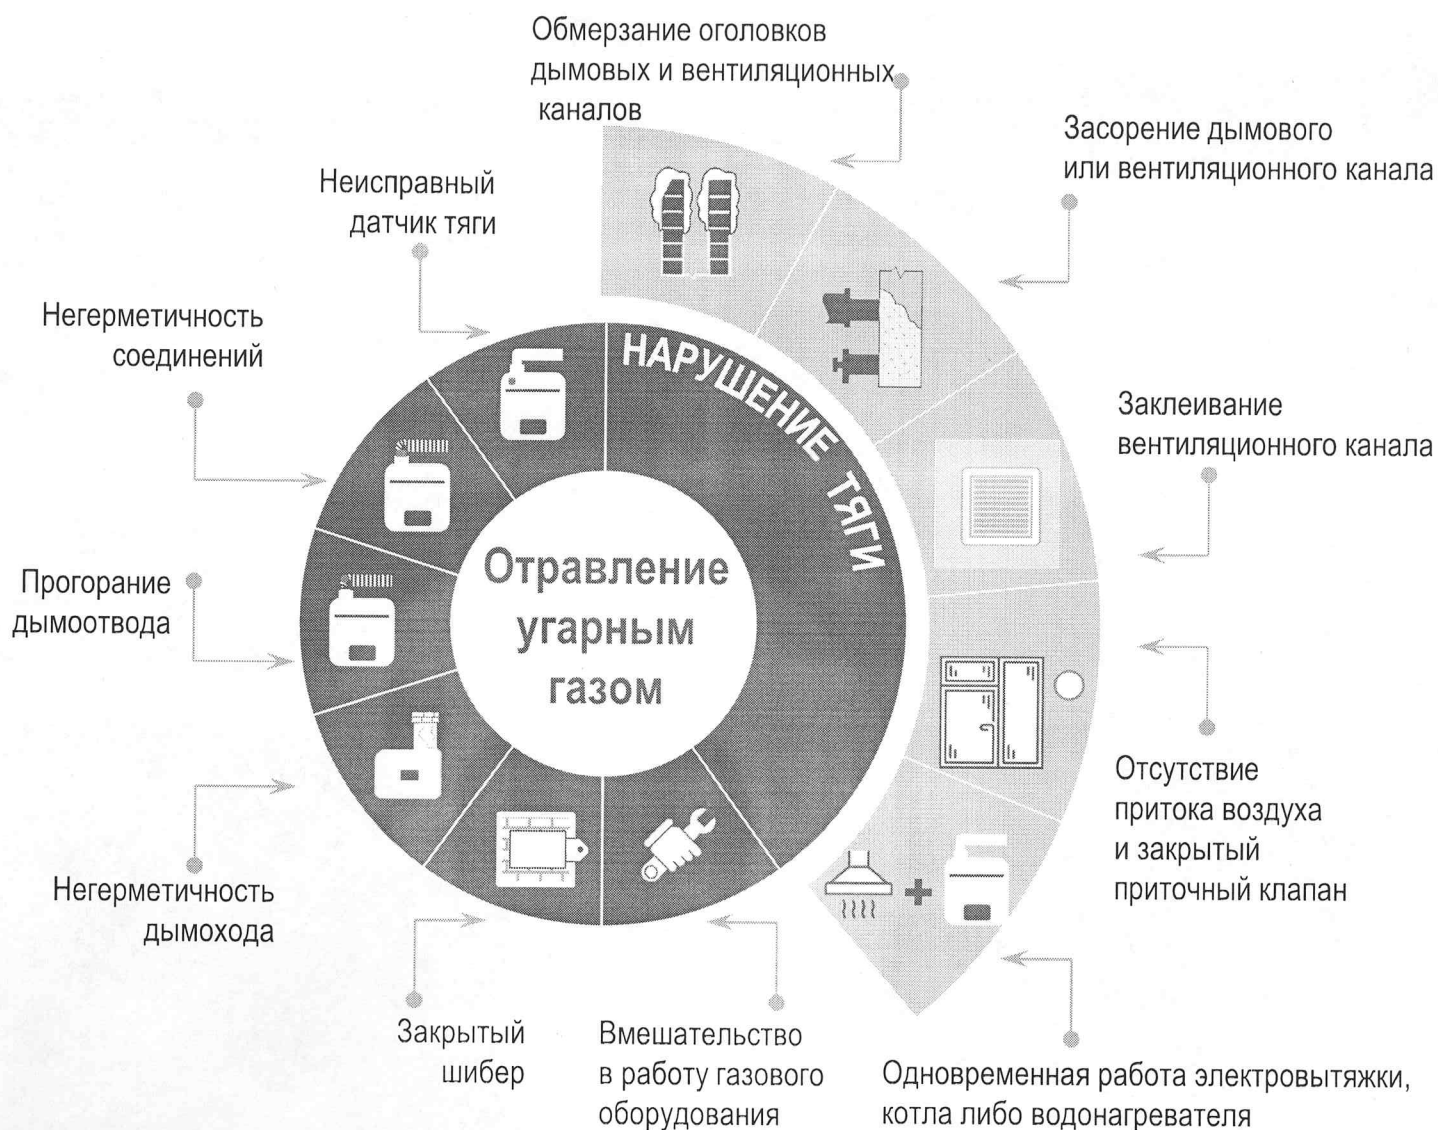 Обмерзание оголовков
дымовых и вентиляционных
каналов
Засорение дымового
или вентиляционного канала
Неисправный
датчик тяги
Негерметичность
соединений
НАРУШЕНИЕ ТЯГИ
Заклеивание
вентиляционного канала
Отравление
угарным
газом
Прогорание
дымоотвода
Отсутствие
притока воздуха
и закрытый
приточный клапан
Негерметичность
дымохода
Закрытый
шибер
Вмешательство
в работу газового
оборудования
Одновременная работа электровытяжки,
котла либо водонагревателя